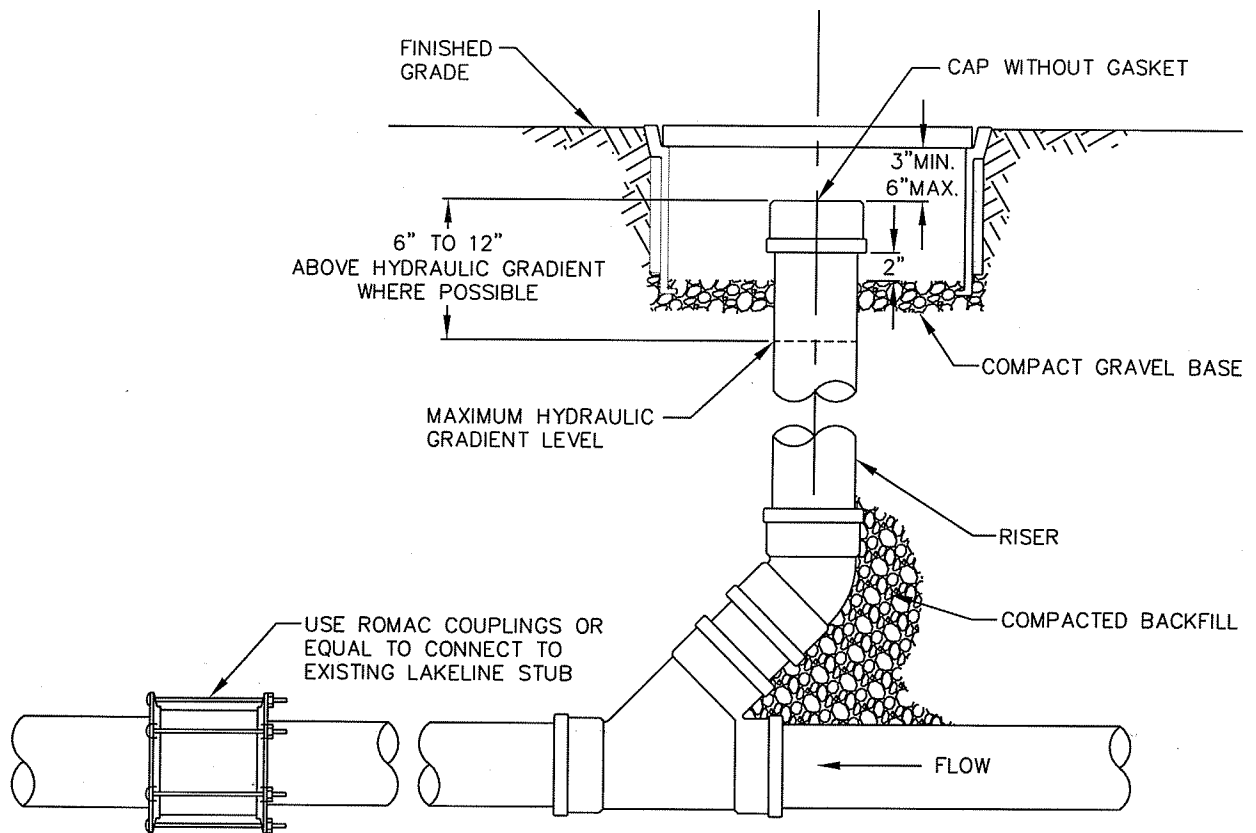 FINISHED
GRADE
CAP WITHOUT GASKET
3"MIN.
6"MAX.
6" TO 12"
ABOVE HYDRAULIC GRADIENT
WHERE POSSIBLE
2"
COMPACT GRAVEL BASE
MAXIMUM HYDRAULIC
GRADIENT LEVEL
RISER
COMPACTED BACKFILL
USE ROMAC COUPLINGS OR
EQUAL TO CONNECT TO
EXISTING LAKELINE STUB
FLOW